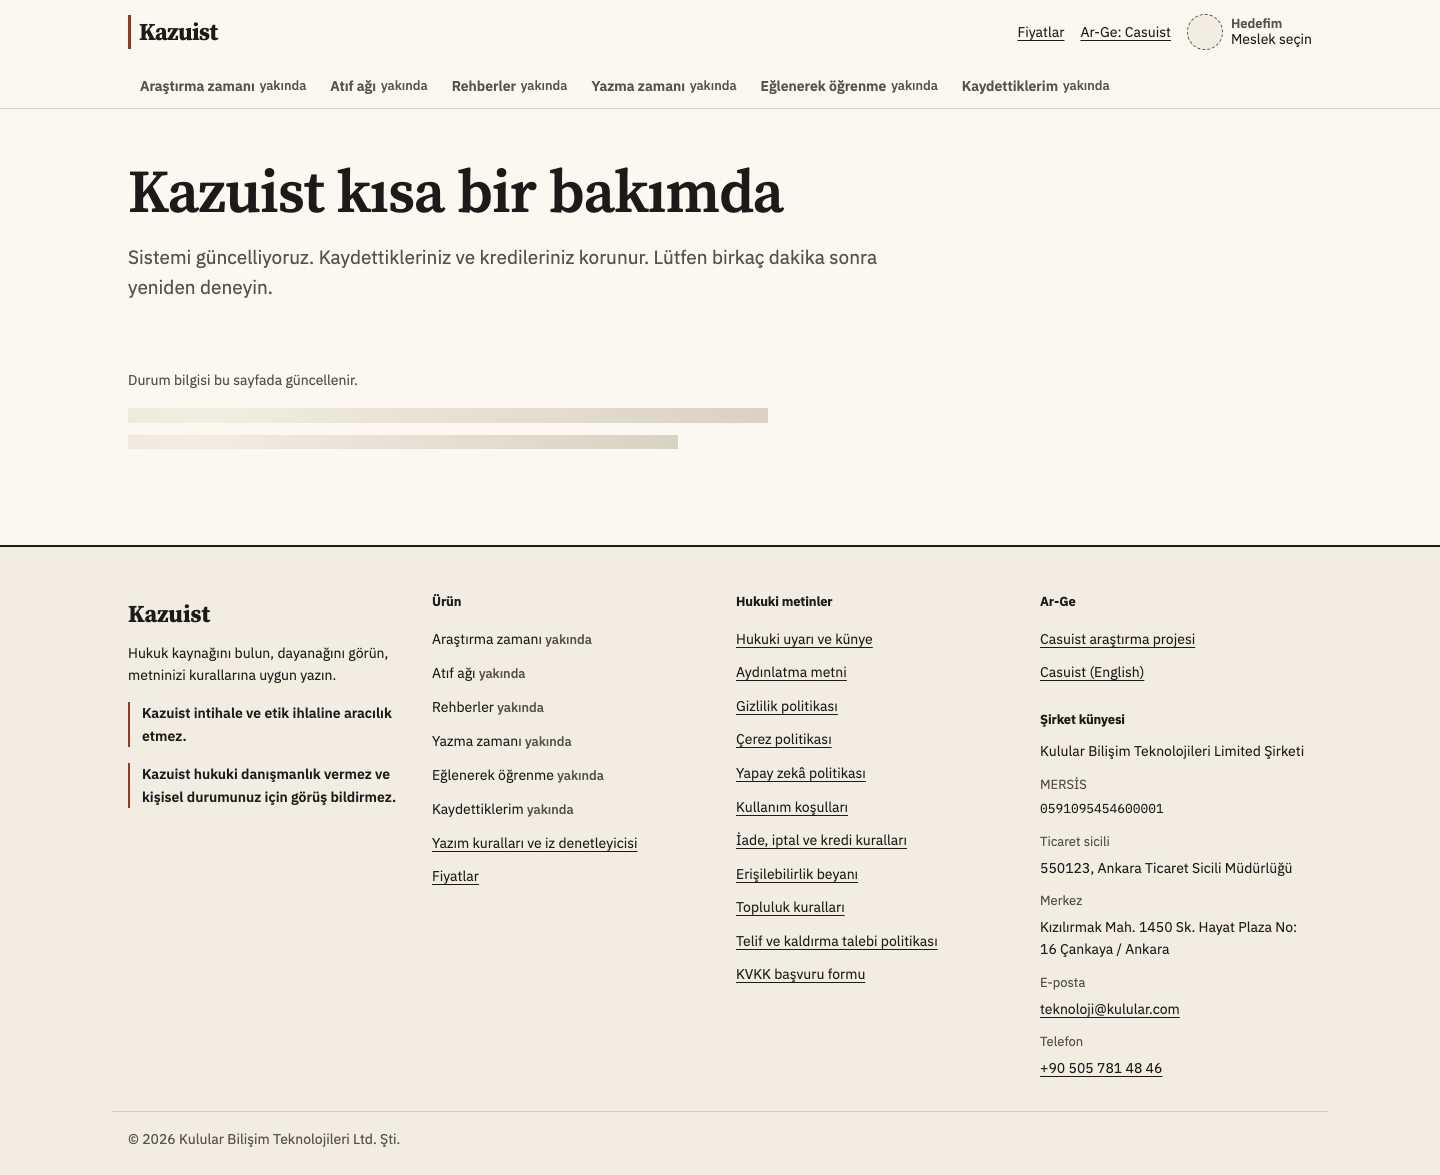 Kazuist
Fiyatlar
Ar-Ge: Casuist
Hedefim
Meslek seçin
Araştırma zamanı yakında
Atıf ağı yakında
Rehberler yakında
Yazma zamanı yakında
Eğlenerek öğrenme yakında
Kaydettiklerim yakında
Kazuist kısa bir bakımda
Sistemi güncelliyoruz. Kaydettikleriniz ve kredileriniz korunur. Lütfen birkaç dakika sonra
yeniden deneyin.
Durum bilgisi bu sayfada güncellenir.
Kazuist
Hukuk kaynağını bulun, dayanağını görün,
metninizi kurallarına uygun yazın.
Kazuist intihale ve etik ihlaline aracılık
etmez.
Kazuist hukuki danışmanlık vermez ve
kişisel durumunuz için görüş bildirmez.
Ürün
Araştırma zamanı yakında
Atıf ağı yakında
Rehberler yakında
Yazma zamanı yakında
Eğlenerek öğrenme yakında
Kaydettiklerim yakında
Yazım kuralları ve iz denetleyicisi
Fiyatlar
Hukuki metinler
Hukuki uyarı ve künye
Aydınlatma metni
Gizlilik politikası
Çerez politikası
Yapay zekâ politikası
Kullanım koşulları
İade, iptal ve kredi kuralları
Erişilebilirlik beyanı
Topluluk kuralları
Telif ve kaldırma talebi politikası
KVKK başvuru formu
Ar-Ge
Casuist araştırma projesi
Casuist (English)
Şirket künyesi
Kulular Bilişim Teknolojileri Limited Şirketi
MERSİS
0591095454600001
Ticaret sicili
550123, Ankara Ticaret Sicili Müdürlüğü
Merkez
Kızılırmak Mah. 1450 Sk. Hayat Plaza No:
16 Çankaya / Ankara
E-posta
teknoloji@kulular.com
Telefon
+90 505 781 48 46
© 2026 Kulular Bilişim Teknolojileri Ltd. Şti.